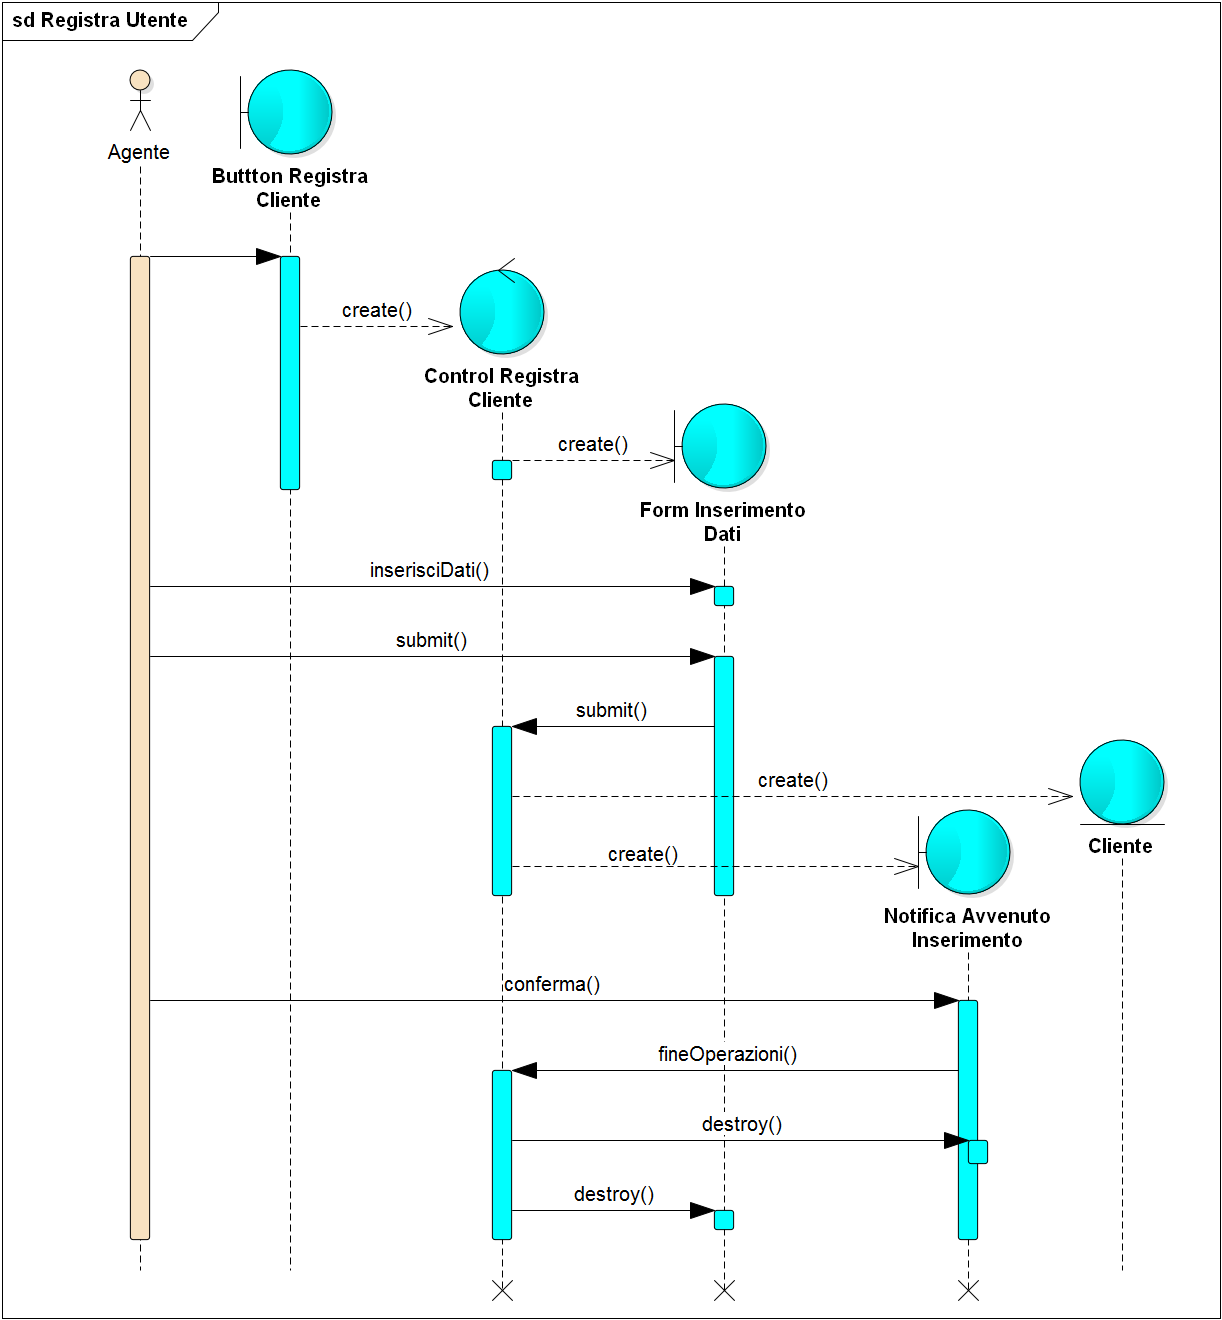 sd Registra Utente
Agente
Buttton Registra
Cliente
create()
Control Registra
Cliente
create()
Form Inserimento
Dati
inserisciDati()
submit()
submit()
create()
Cliente
create()
Notifica Avvenuto
Inserimento
conferma()
fineOperazioni()
destroy()
destroy()